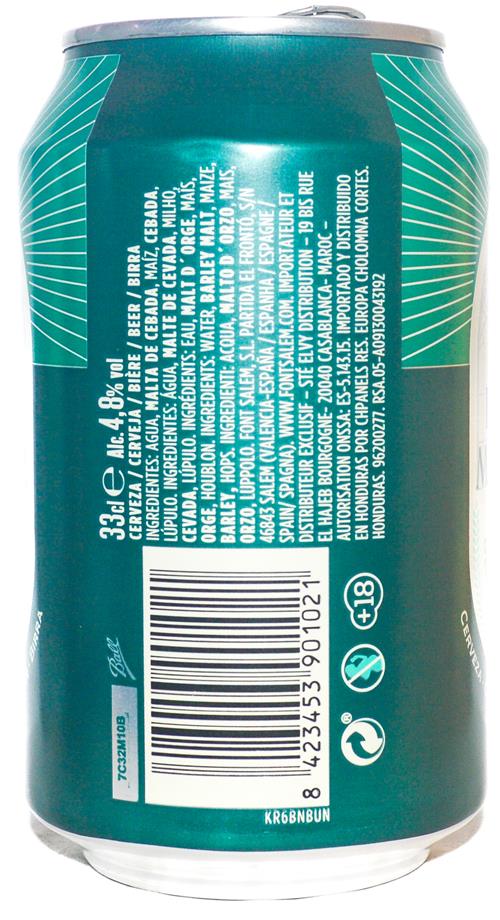 33cl e Alc. 4,8% vol
CERVEZA / CERVEJA / BIÈRE / BEER / BIRRA
INGREDIENTES: AGUA, MALTA DE CEBADA, MAÍZ, CEBADA,
LÚPULO. INGREDIENTES: ÁGUA, MALTE DE CEVADA, MILHO,
CEVADA, LÚPULO. INGRÉDIENTS: EAU, MALT D´ORGE, MAÏS,
ORGE, HOUBLON. INGREDIENTS: WATER, BARLEY MALT, MAIZE,
BARLEY, HOPS. INGREDIENTE: ACQUA, MALTO D´ORZO, MAIS,
ORZO, LUPPOLO. FONT SALEM, S.L. PARTIDA EL FRONTÓ, S/N
46843 SALEM (VALENCIA-ESPAÑA / ESPANHA / ESPAGNE /
SPAIN/ SPAGNA). WWW.FONTSALEM.COM. IMPORTATEUR ET
DISTRIBUTEUR EXCLUSIF - STÉ ELVY DISTRIBUTION - 19 BIS RUE
EL HAJEB BOURGOGNE- 20040 CASABLANCA- MAROC -
AUTORISATION ONSSA: ES-5.143.15. IMPORTADO Y DISTRIBUIDO
EN HONDURAS POR CHPANELS RES. EUROPA CHOLOMNA CORTES.
HONDURAS. 96200277. RSA.05-A09130043192
7C32M10B
Ball
8 423453 901021
+18
®
KR6BNBUN
BIRRA
CERVEZA